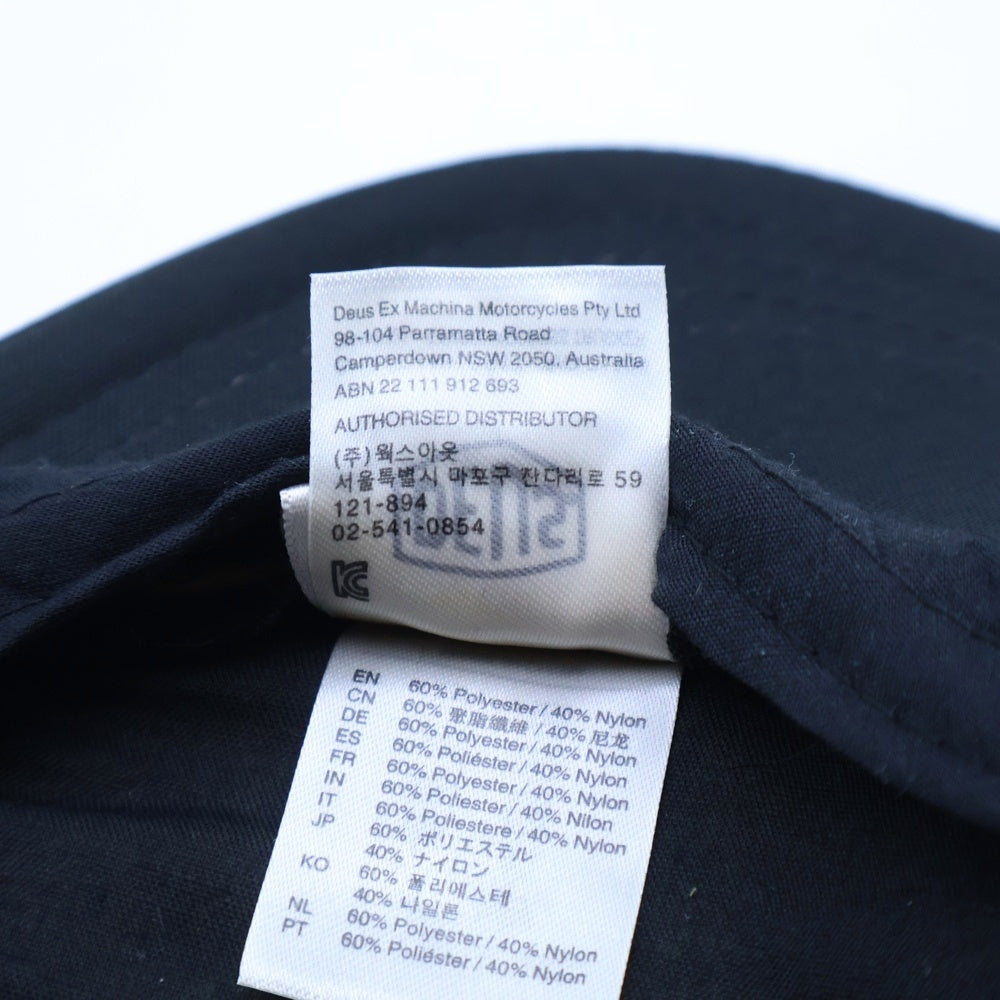 Deus Ex Machina Motorcycles Pty Ltd
98-104 Parramatta Road
Camperdown NSW 2050, Australia
ABN 22 111 912 693
AUTHORISED DISTRIBUTOR
(주)웍스아웃
서울특별시 마포구 잔다리로 59
121-894
02-541-0854
EN 60% Polyester / 40% Nylon
CN 60% 聚脂纖維 / 40% 尼龙
DE 60% Polyester / 40% Nylon
ES 60% Poliéster / 40% Nylon
FR 60% Polyester / 40% Nylon
IN 60% Poliester / 40% Nilon
IT 60% Poliestere / 40% Nylon
JP 60% ポリエステル
40% ナイロン
KO 60% 폴리에스테
40% 나일론
NL 60% Polyester / 40% Nylon
PT 60% Poliéster / 40% Nylon